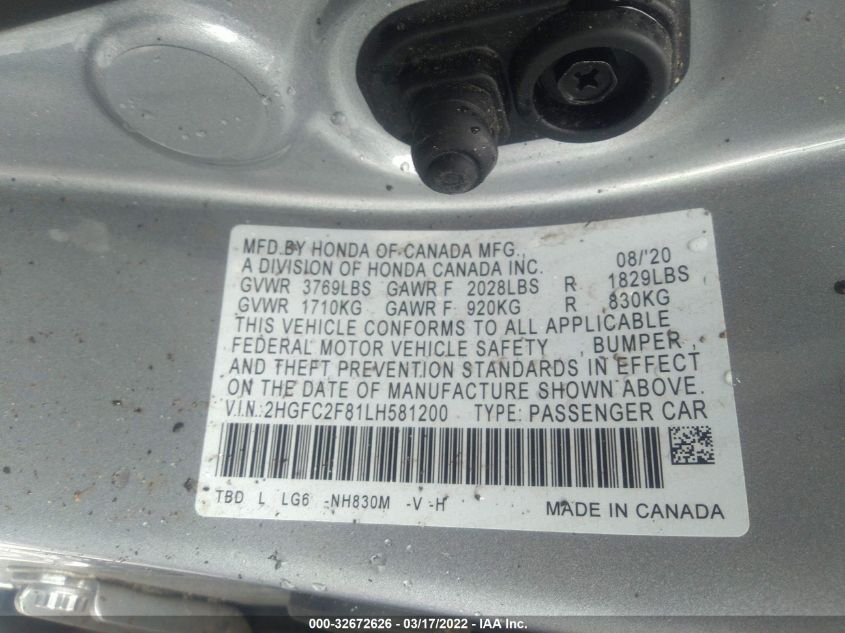 MFD.BY HONDA OF CANADA MFG., 08/'20
A DIVISION OF HONDA CANADA INC.
GVWR 3769LBS GAWR F 2028LBS R 1829LBS
GVWR 1710KG GAWR F 920KG R 830KG
THIS VEHICLE CONFORMS TO ALL APPLICABLE
FEDERAL MOTOR VEHICLE SAFETY , BUMPER,
AND THEFT PREVENTION STANDARDS IN EFFECT
ON THE DATE OF MANUFACTURE SHOWN ABOVE.
V.I.N.:2HGFC2F81LH581200 TYPE: PASSENGER CAR
TBD L LG6 -NH830M -V -H
MADE IN CANADA
000-32672626 - 03/17/2022 - IAA Inc.